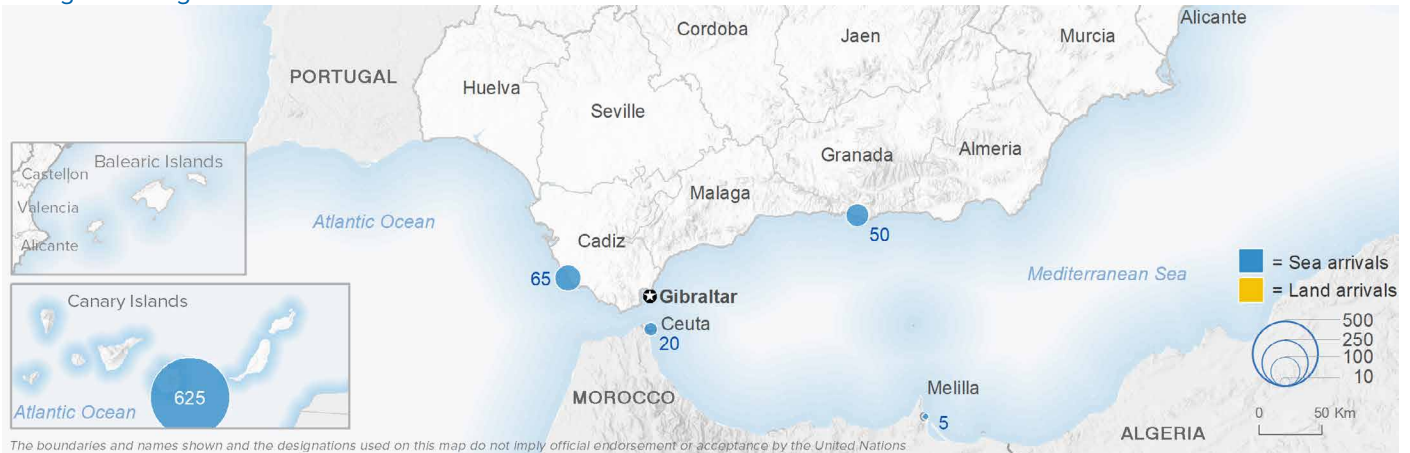 Alicante
Cordoba
Jaen
Murcia
PORTUGAL
Huelva
Seville
Granada
Almeria
Balearic Islands
Castellon
Valencia
Alicante
Malaga
Atlantic Ocean
Cadiz
50
65
Mediterranean Sea
= Sea arrivals
= Land arrivals
Gibraltar
Ceuta
20
Canary Islands
625
Atlantic Ocean
500
250
100
10
MOROCCO
Melilla
5
0 50 Km
ALGERIA
The boundaries and names shown and the designations used on this map do not imply official endorsement or acceptance by the United Nations